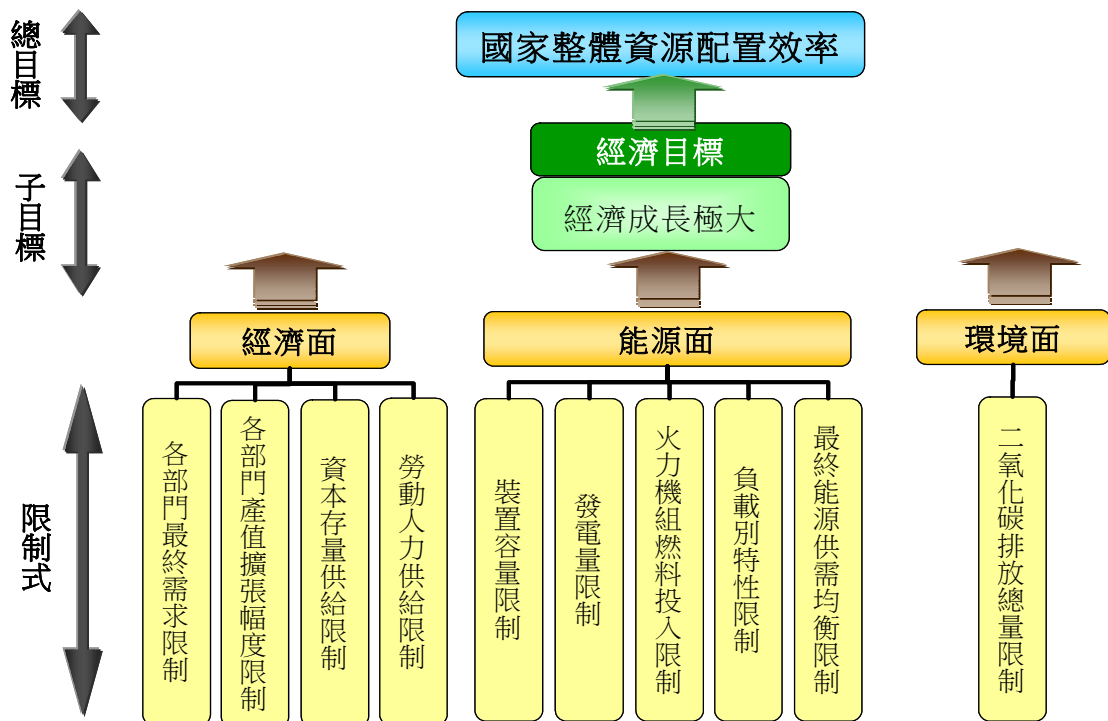 總目標
國家整體資源配置效率
經濟目標
子目標
經濟成長極大
經濟面
能源面
環境面
限制式
各部門最終需求限制
各部門產值擴張幅度限制
資本存量供給限制
勞動人力供給限制
裝置容量限制
發電量限制
火力機組燃料投入限制
負載別特性限制
最終能源供需均衡限制
二氧化碳排放總量限制